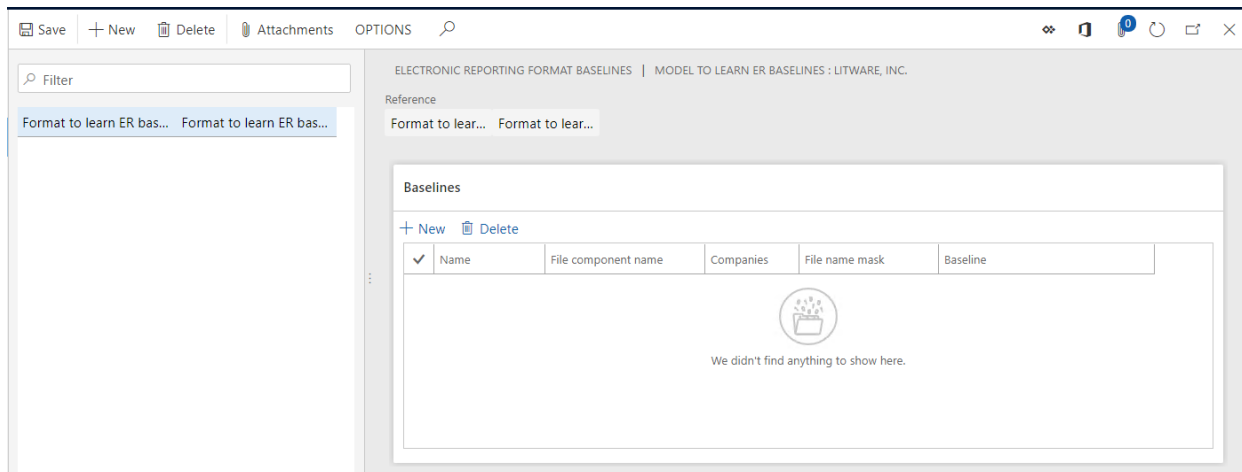 Save New Delete Attachments OPTIONS 0
Filter
Format to learn ER bas... Format to learn ER bas...
ELECTRONIC REPORTING FORMAT BASELINES | MODEL TO LEARN ER BASELINES : LITWARE, INC.
Reference
Format to lear... Format to lear...
Baselines
New Delete
Name File component name Companies File name mask Baseline
We didn't find anything to show here.